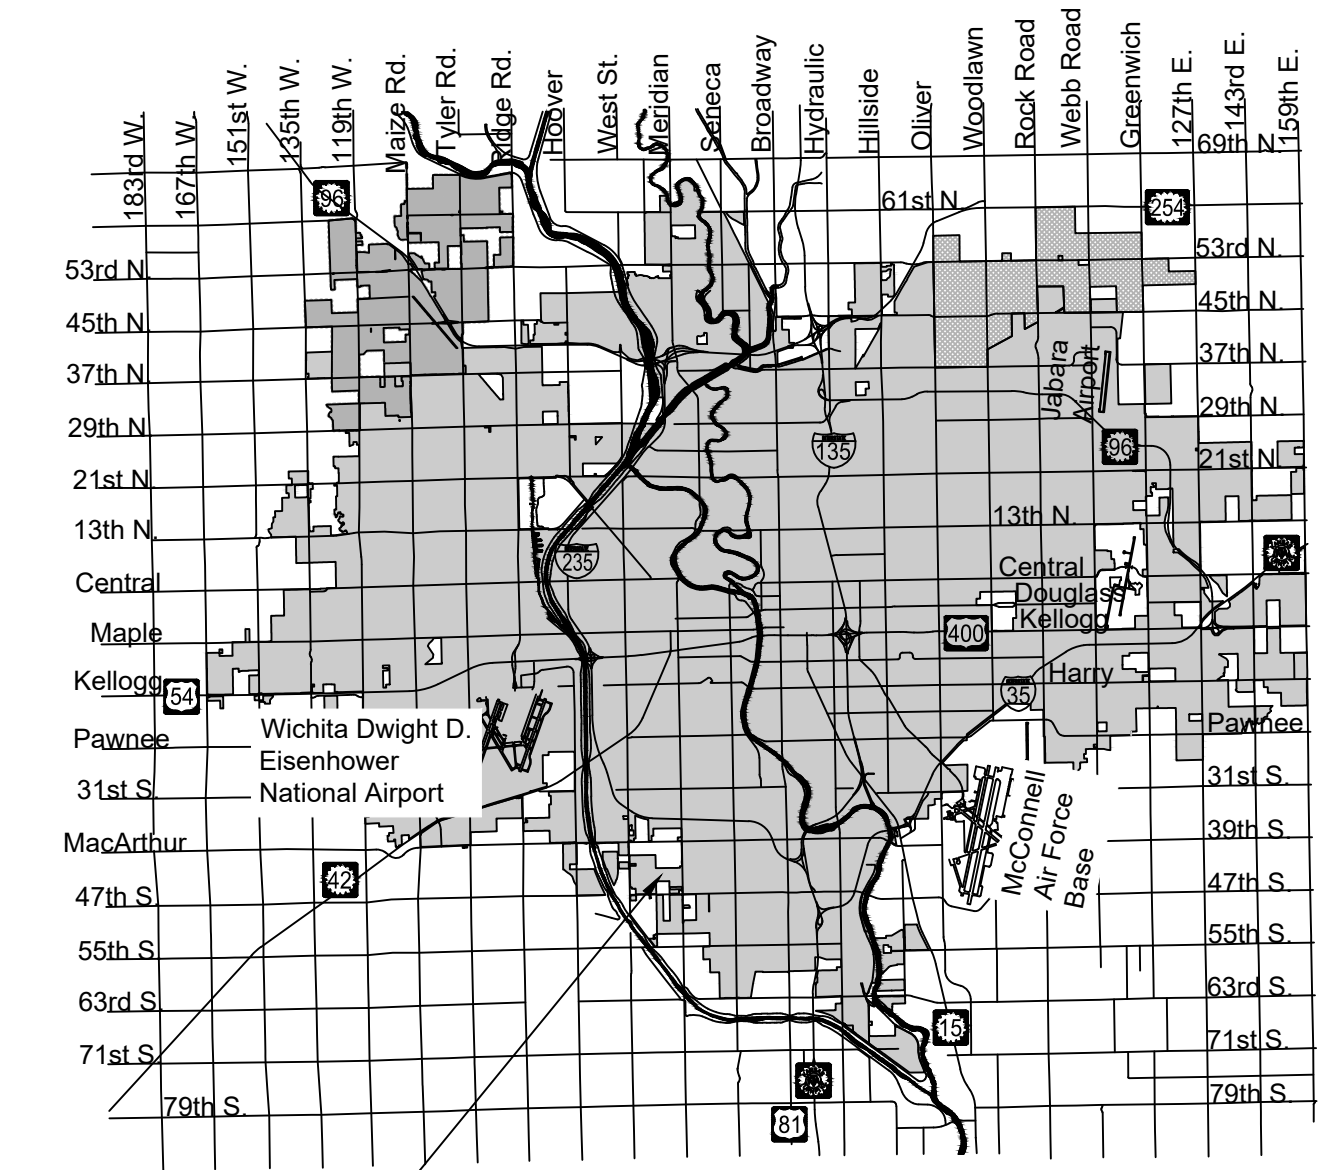 183rd W.
167th W.
151st W.
135th W.
119th W.
Maize Rd.
Tyler Rd.
Ridge Rd.
Hoover
West St.
Meridian
Seneca
Broadway
Hydraulic
Hillside
Oliver
Woodlawn
Rock Road
Webb Road
Greenwich
127th E.
143rd E.
159th E.
69th N.
96
61st N.
254
53rd N.
53rd N.
45th N.
45th N.
37th N.
37th N.
Jabara
Airport
29th N.
29th N.
135
96
21st N.
21st N.
13th N.
13th N.
235
Central
Central
Douglass
Maple
Kellogg
400
Kellogg
54
Harry
35
Pawnee
Pawnee
Wichita Dwight D.
Eisenhower
National Airport
31st S.
31st S.
McConnell
Air Force
Base
MacArthur
39th S.
42
47th S.
47th S.
55th S.
55th S.
63rd S.
63rd S.
15
71st S.
71st S.
79th S.
79th S.
81